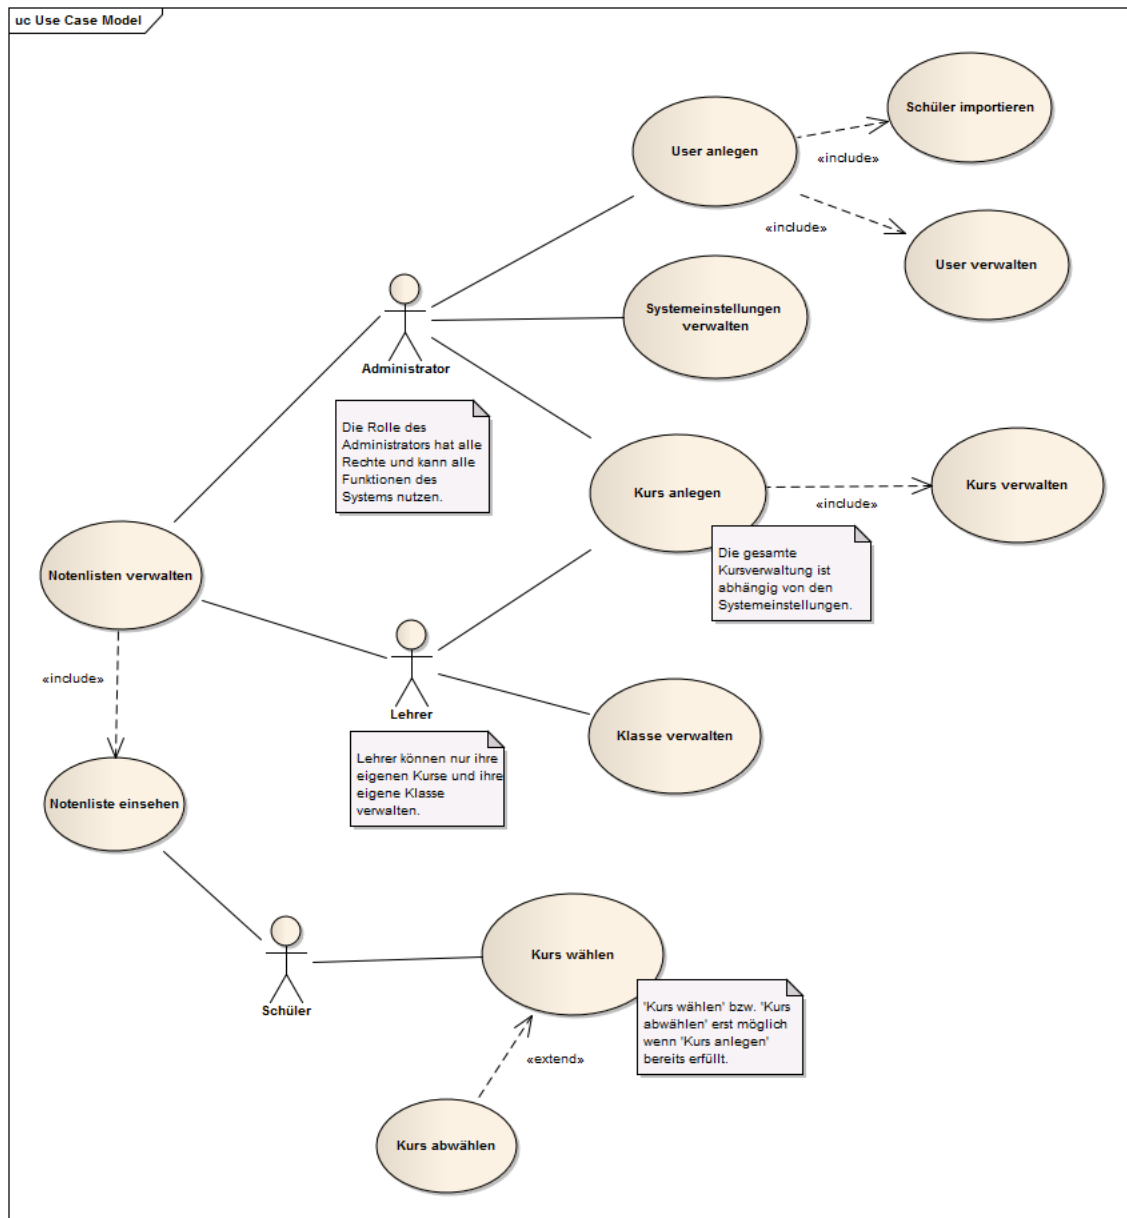 uc Use Case Model
Schüler importieren
User anlegen
«include»
«include»
User verwalten
Systemeinstellungen
verwalten
Administrator
Die Rolle des
Administrators hat alle
Rechte und kann alle
Funktionen des
Systems nutzen.
Kurs anlegen
«include»
Kurs verwalten
Die gesamte
Kursverwaltung ist
abhängig von den
Systemeinstellungen.
Notenlisten verwalten
«include»
Lehrer
Lehrer können nur ihre
eigenen Kurse und ihre
eigene Klasse
verwalten.
Klasse verwalten
Notenliste einsehen
Schüler
Kurs wählen
'Kurs wählen' bzw. 'Kurs
abwählen' erst möglich
wenn 'Kurs anlegen'
bereits erfüllt.
«extend»
Kurs abwählen